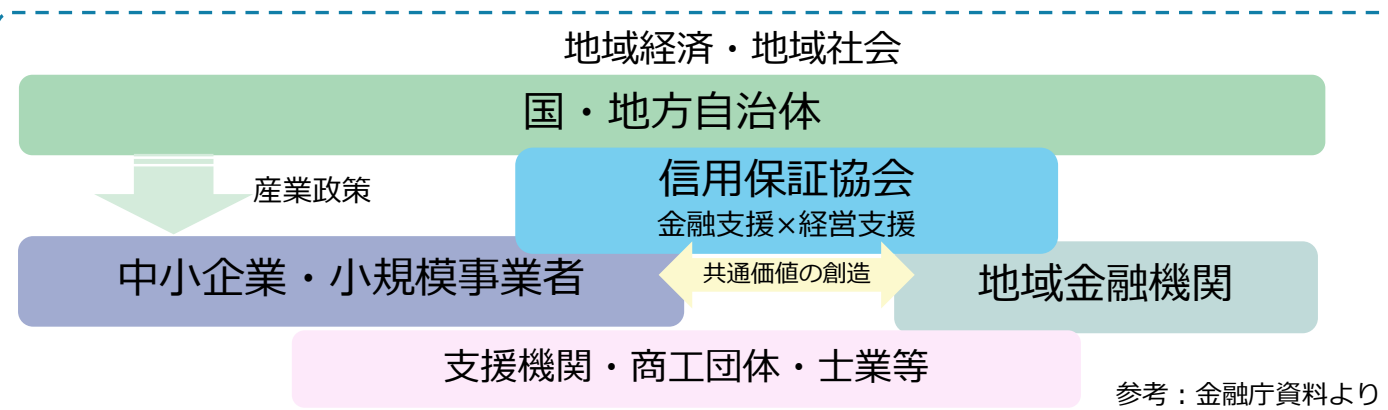 地域経済・地域社会
国・地方自治体
産業政策
信用保証協会
金融支援×経営支援
中小企業・小規模事業者
共通価値の創造
地域金融機関
支援機関・商工団体・士業等
参考：金融庁資料より